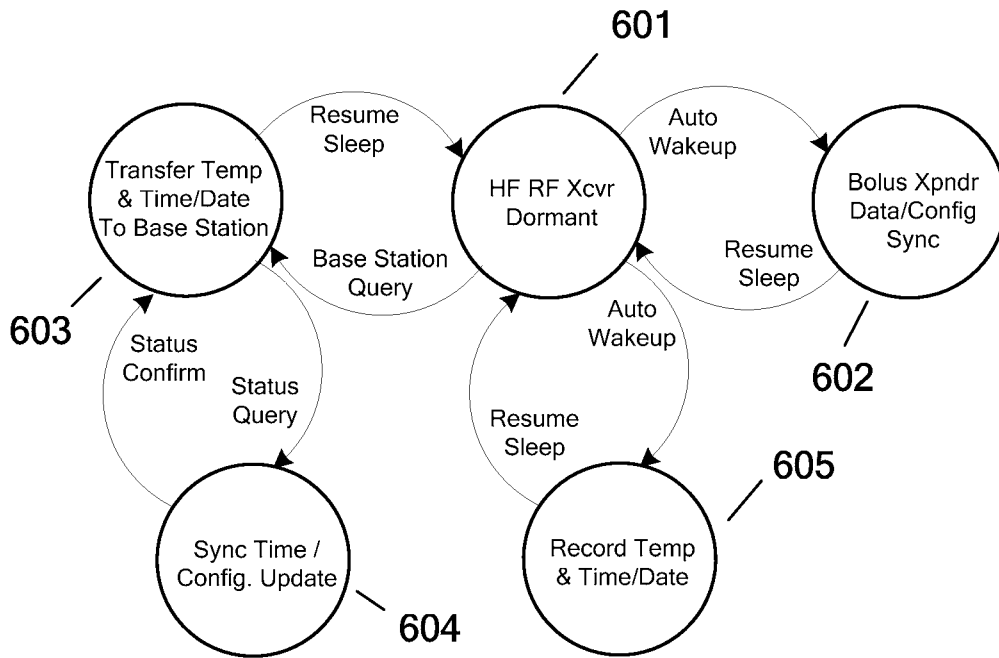 601
Resume
Sleep
Auto
Wakeup
Transfer Temp
& Time/Date
To Base Station
HF RF Xcvr
Dormant
Bolus Xpndr
Data/Config
Sync
Base Station
Query
Resume
Sleep
603
Auto
Wakeup
602
Status
Confirm
Status
Query
Resume
Sleep
605
Sync Time /
Config. Update
Record Temp
& Time/Date
604